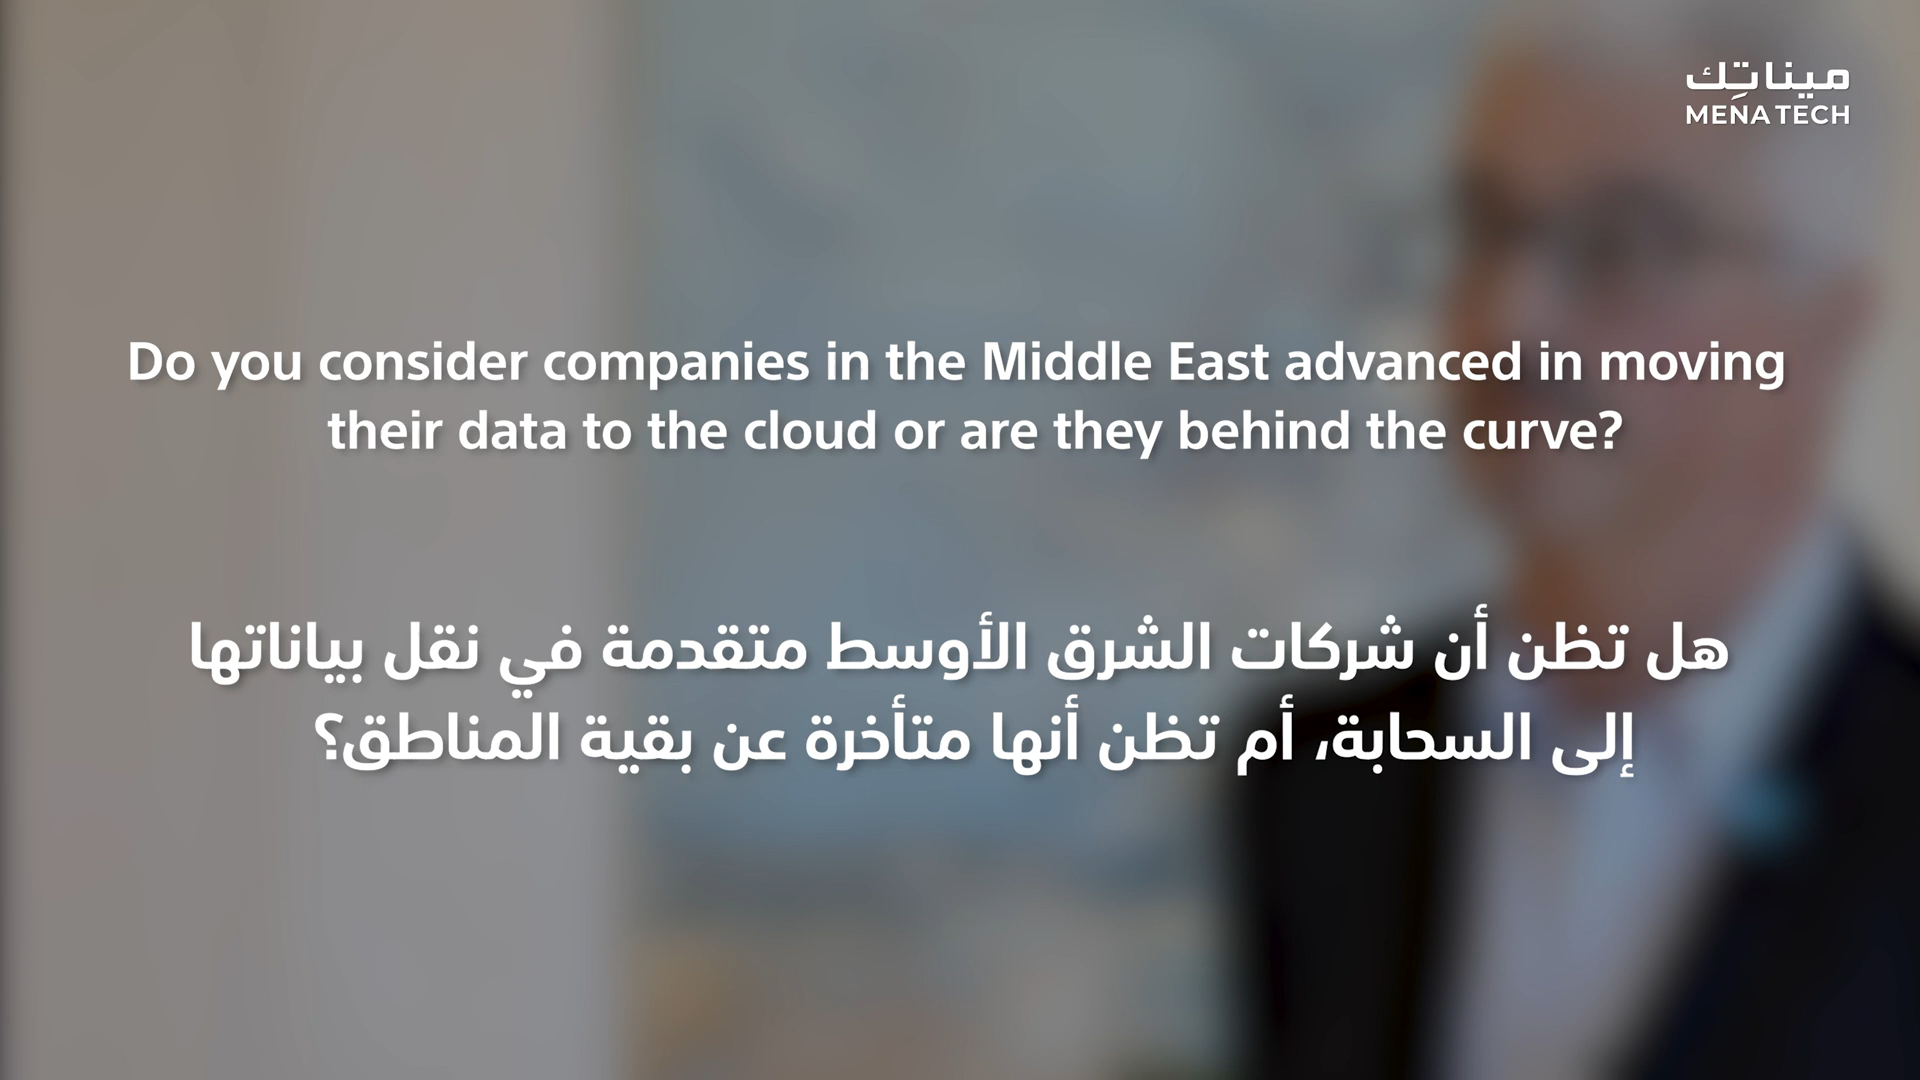 ميناتِك
MENATECH
Do you consider companies in the Middle East advanced in moving
their data to the cloud or are they behind the curve?
هل تظن أن شركات الشرق الأوسط متقدمة في نقل بياناتها
إلى السحابة، أم تظن أنها متأخرة عن بقية المناطق؟